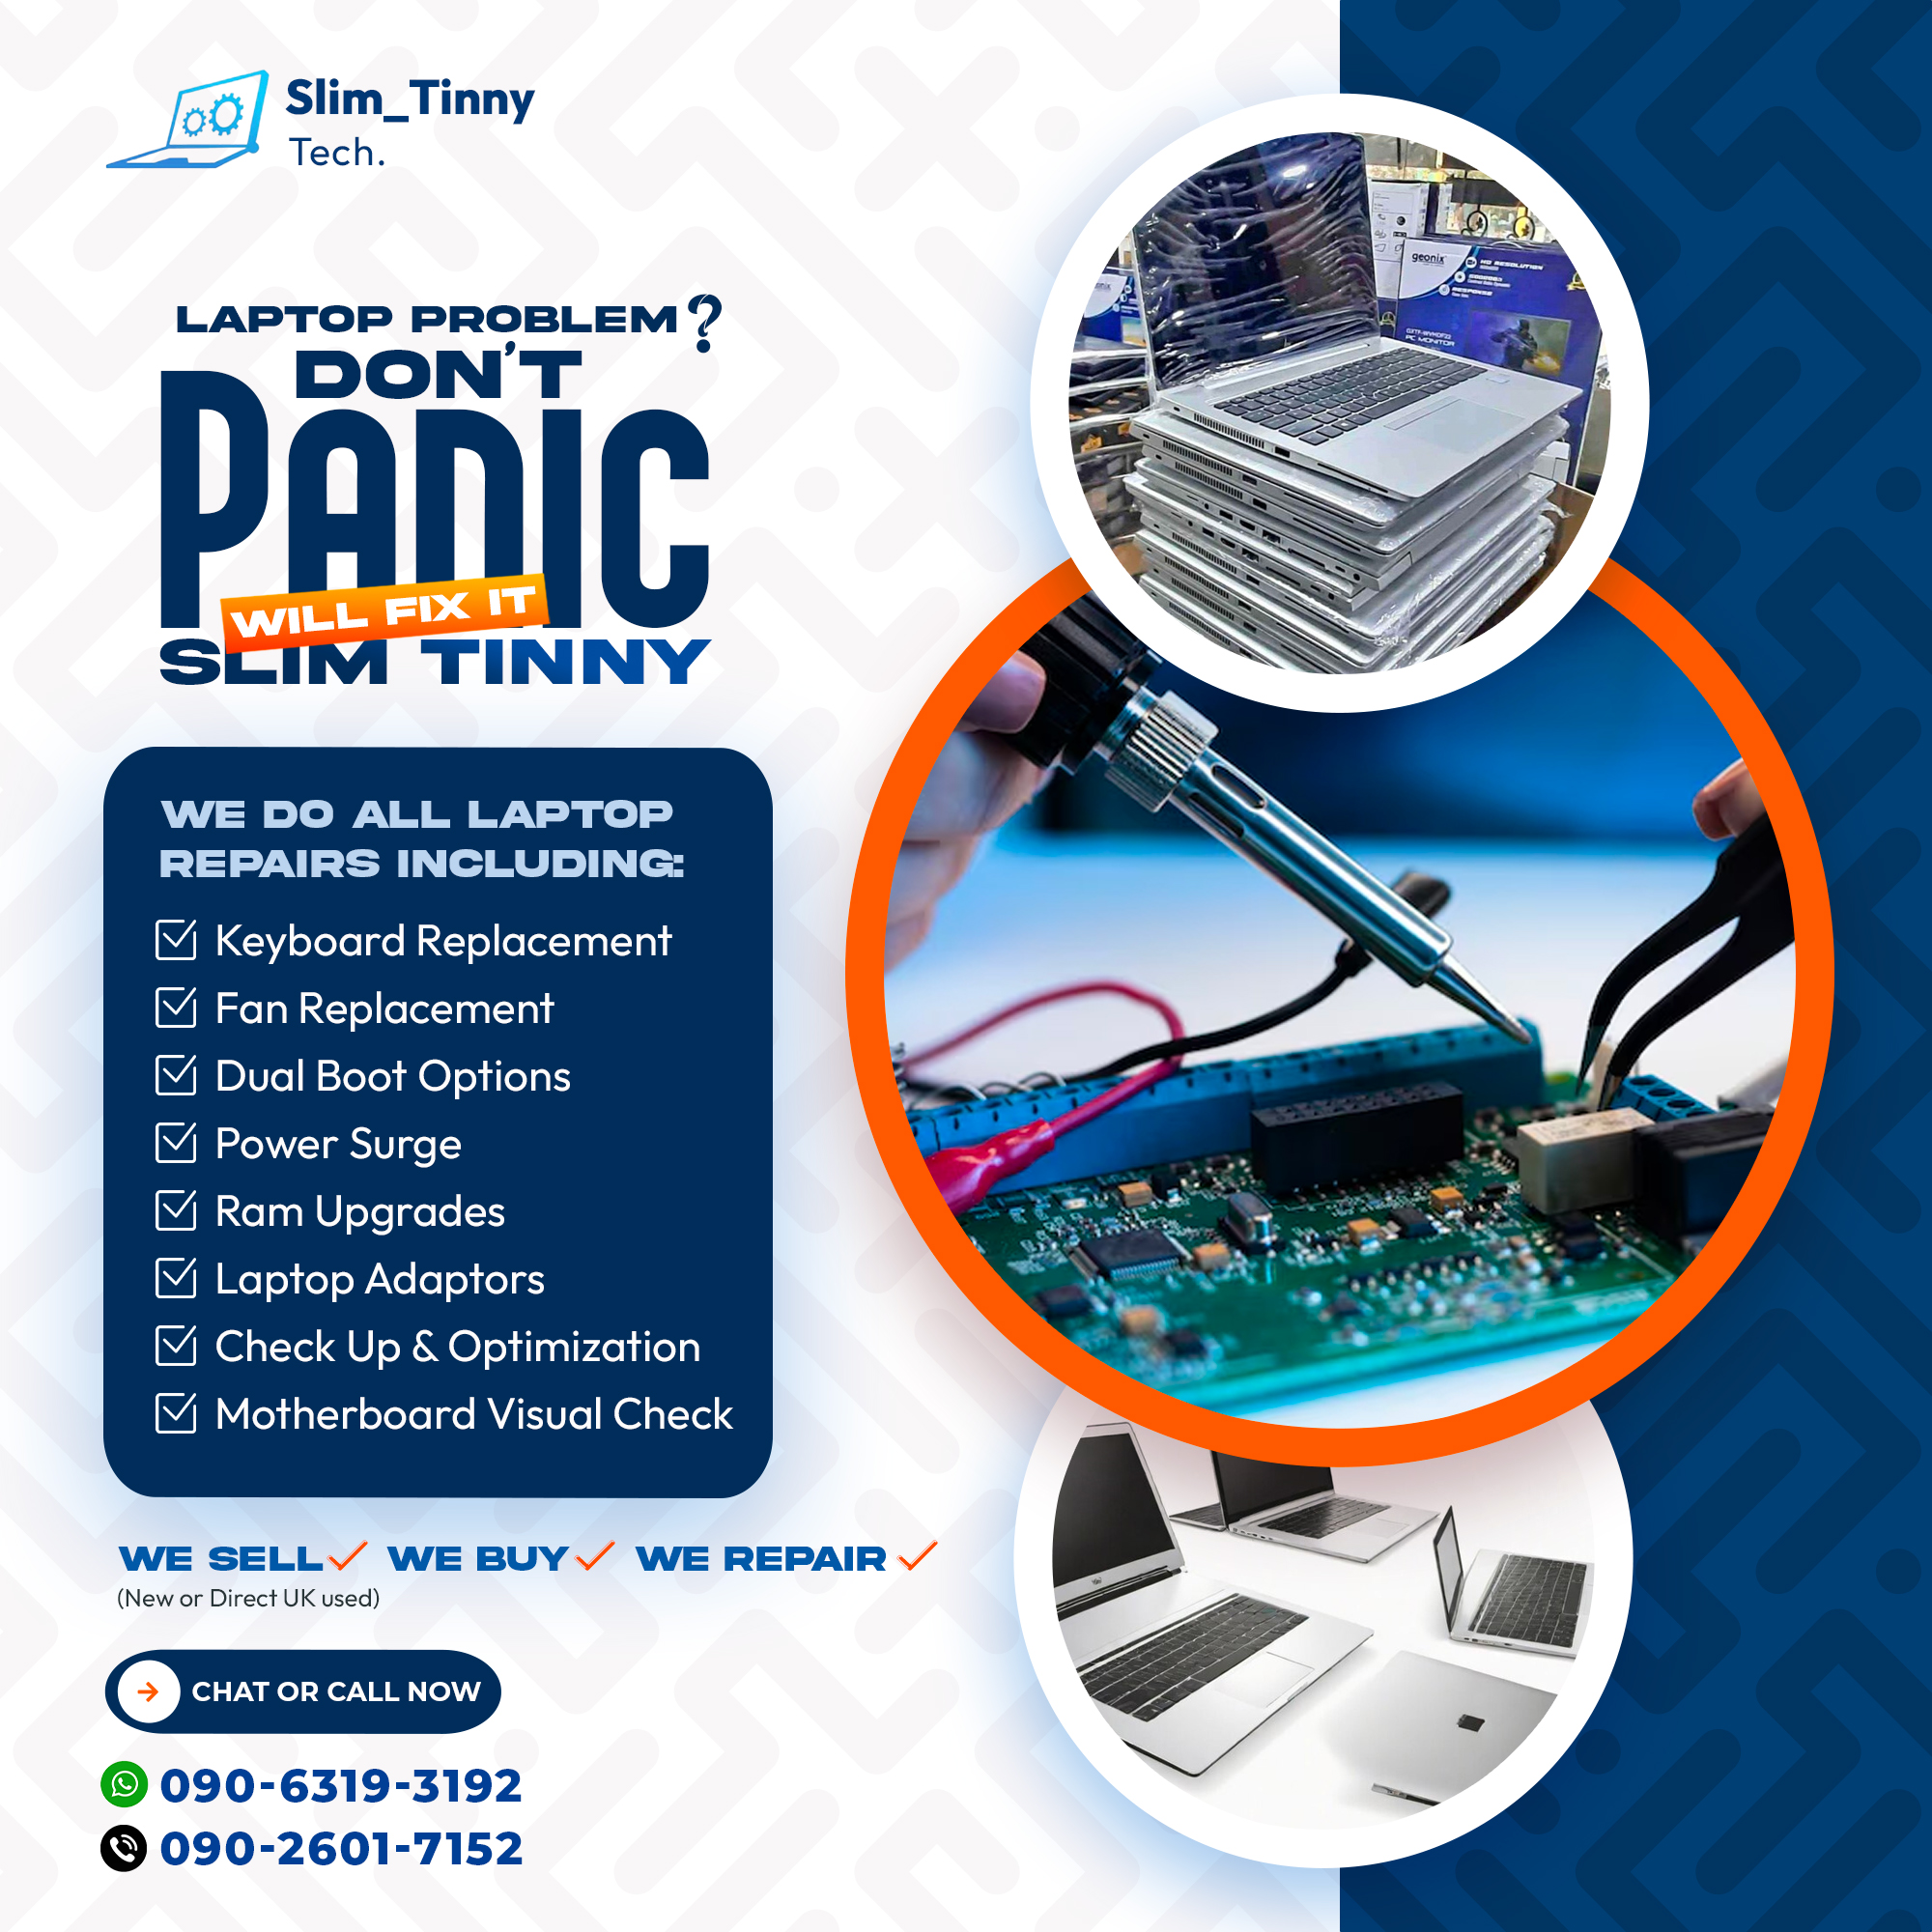 Slim_Tinny
Tech.
LAPTOP PROBLEM?
DON'T
PANIC
WILL FIX IT
SLIM TINNY
WE DO ALL LAPTOP
REPAIRS INCLUDING:
Keyboard Replacement
Fan Replacement
Dual Boot Options
Power Surge
Ram Upgrades
Laptop Adaptors
Check Up & Optimization
Motherboard Visual Check
WE SELL WE BUY WE REPAIR
(New or Direct UK used)
CHAT OR CALL NOW
090-6319-3192
090-2601-7152
geonix
HD RESOLUTION
RESPONSE
PC MONITOR